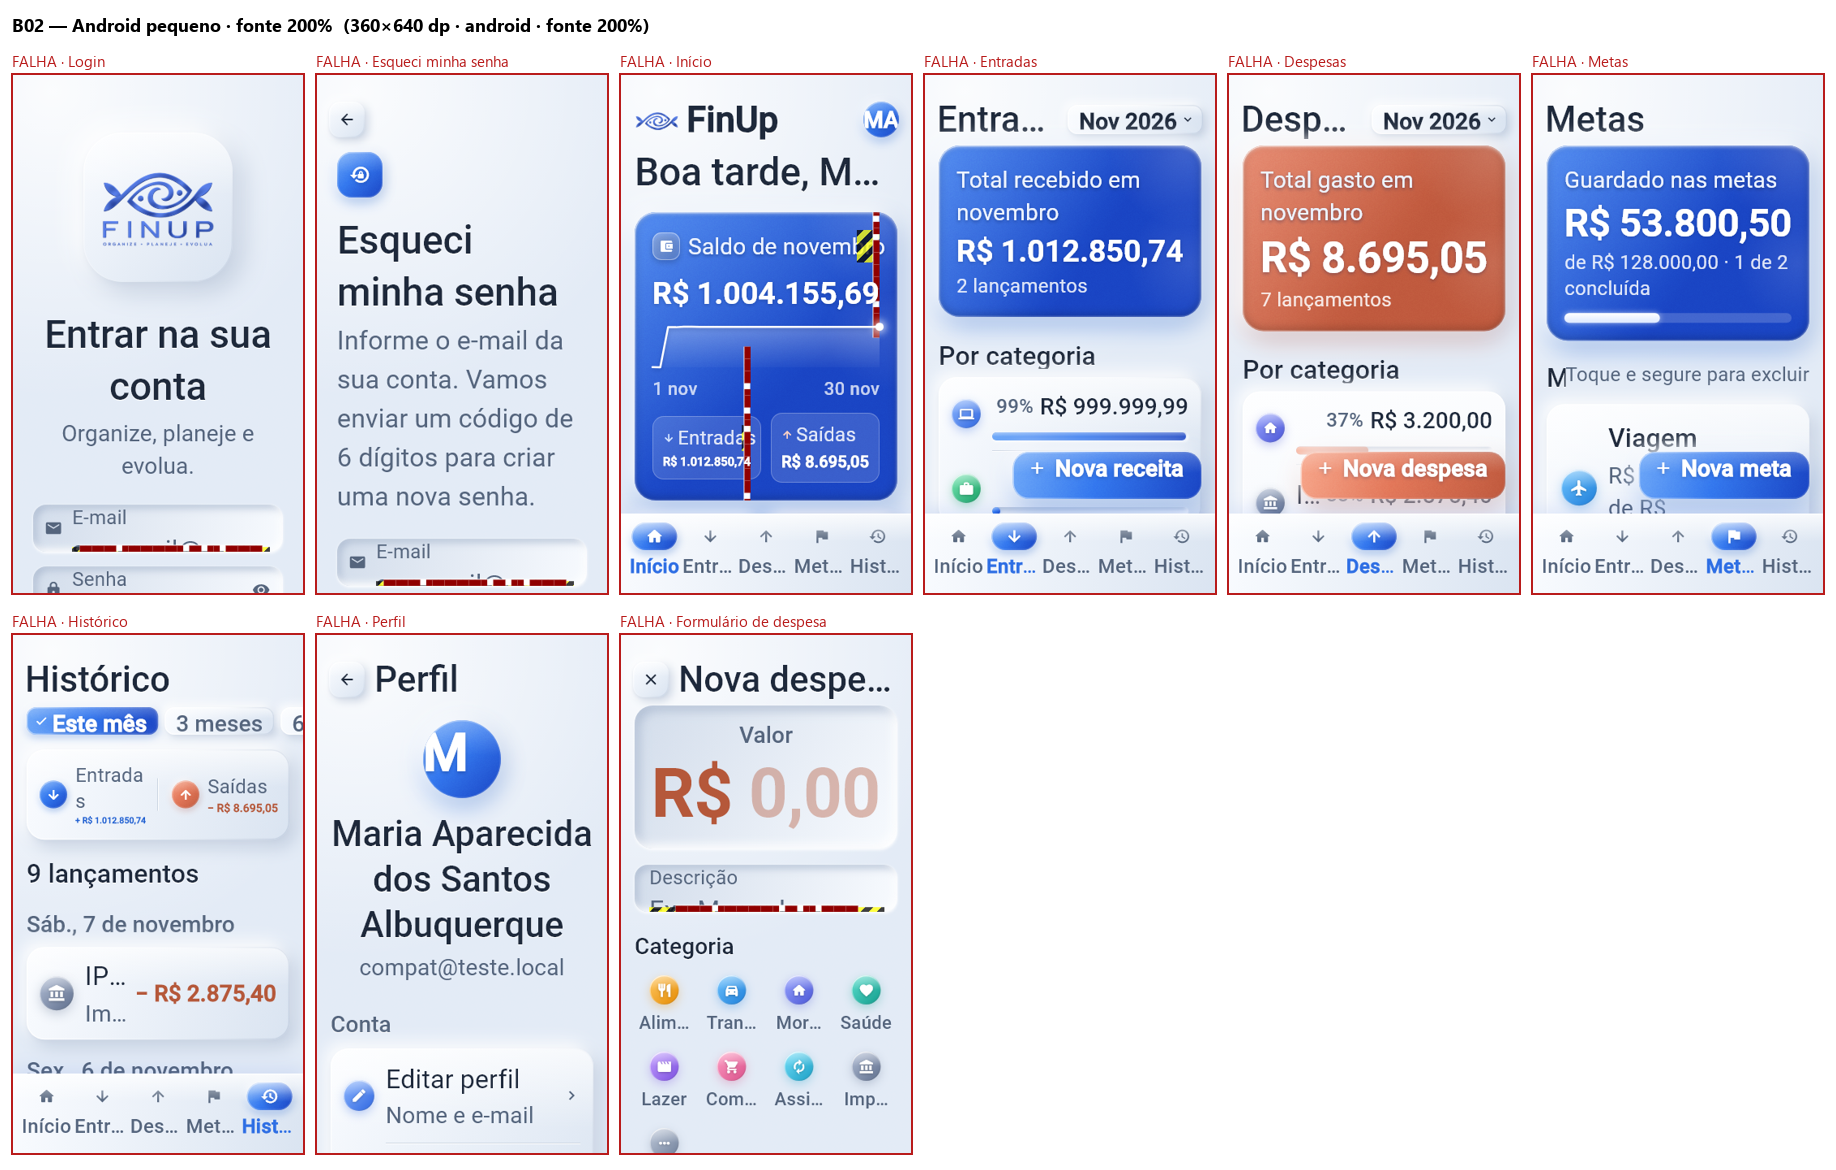 B02 — Android pequeno · fonte 200% (360×640 dp · android · fonte 200%)
FALHA · Login
FINUP
ORGANIZE • PLANEJE • EVOLUA
Entrar na sua
conta
Organize, planeje e
evolua.
E-mail
Senha
FALHA · Esqueci minha senha
Esqueci
minha senha
Informe o e-mail da
sua conta. Vamos
enviar um código de
6 dígitos para criar
uma nova senha.
E-mail
FALHA · Início
FinUp
MA
Boa tarde, M...
Saldo de novembro
R$ 1.004.155,69
1 nov
30 nov
Entradas
R$ 1.012.850,74
Saídas
R$ 8.695,05
Início Entr... Des... Met... Hist...
FALHA · Entradas
Entra...
Nov 2026
Total recebido em
novembro
R$ 1.012.850,74
2 lançamentos
Por categoria
99% R$ 999.999,99
+ Nova receita
Início Entr... Des... Met... Hist...
FALHA · Despesas
Desp...
Nov 2026
Total gasto em
novembro
R$ 8.695,05
7 lançamentos
Por categoria
37% R$ 3.200,00
+ Nova despesa
Início Entr... Des... Met... Hist...
FALHA · Metas
Metas
Guardado nas metas
R$ 53.800,50
de R$ 128.000,00 · 1 de 2
concluída
M
Toque e segure para excluir
Viagem
R$
+ Nova meta
de R$
Início Entr... Des... Met... Hist...
FALHA · Histórico
Histórico
Este mês
3 meses
6
Entrada
s
+ R$ 1.012.850,74
Saídas
− R$ 8.695,05
9 lançamentos
Sáb., 7 de novembro
IP...
Im...
− R$ 2.875,40
Sex., 6 de novembro
Início Entr... Des... Met... Hist...
FALHA · Perfil
Perfil
M
Maria Aparecida
dos Santos
Albuquerque
compat@teste.local
Conta
Editar perfil
Nome e e-mail
FALHA · Formulário de despesa
Nova despe...
Valor
R$ 0,00
Descrição
Categoria
Alim... Tran... Mor... Saúde
Lazer Com... Assi... Imp...